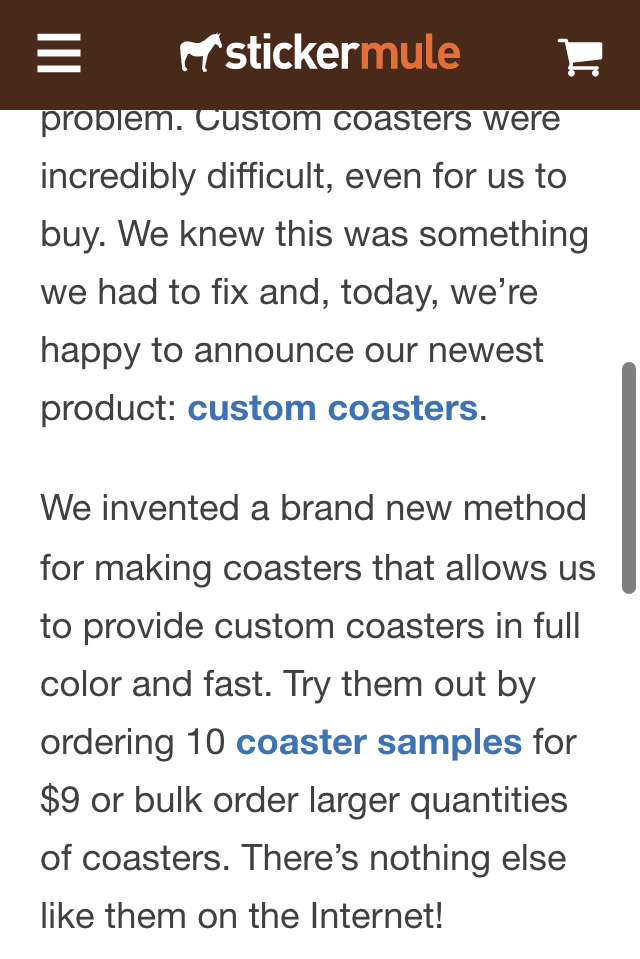 stickermule
problem. Custom coasters were
incredibly difficult, even for us to
buy. We knew this was something
we had to fix and, today, we’re
happy to announce our newest
product: custom coasters.
We invented a brand new method
for making coasters that allows us
to provide custom coasters in full
color and fast. Try them out by
ordering 10 coaster samples for
$9 or bulk order larger quantities
of coasters. There’s nothing else
like them on the Internet!